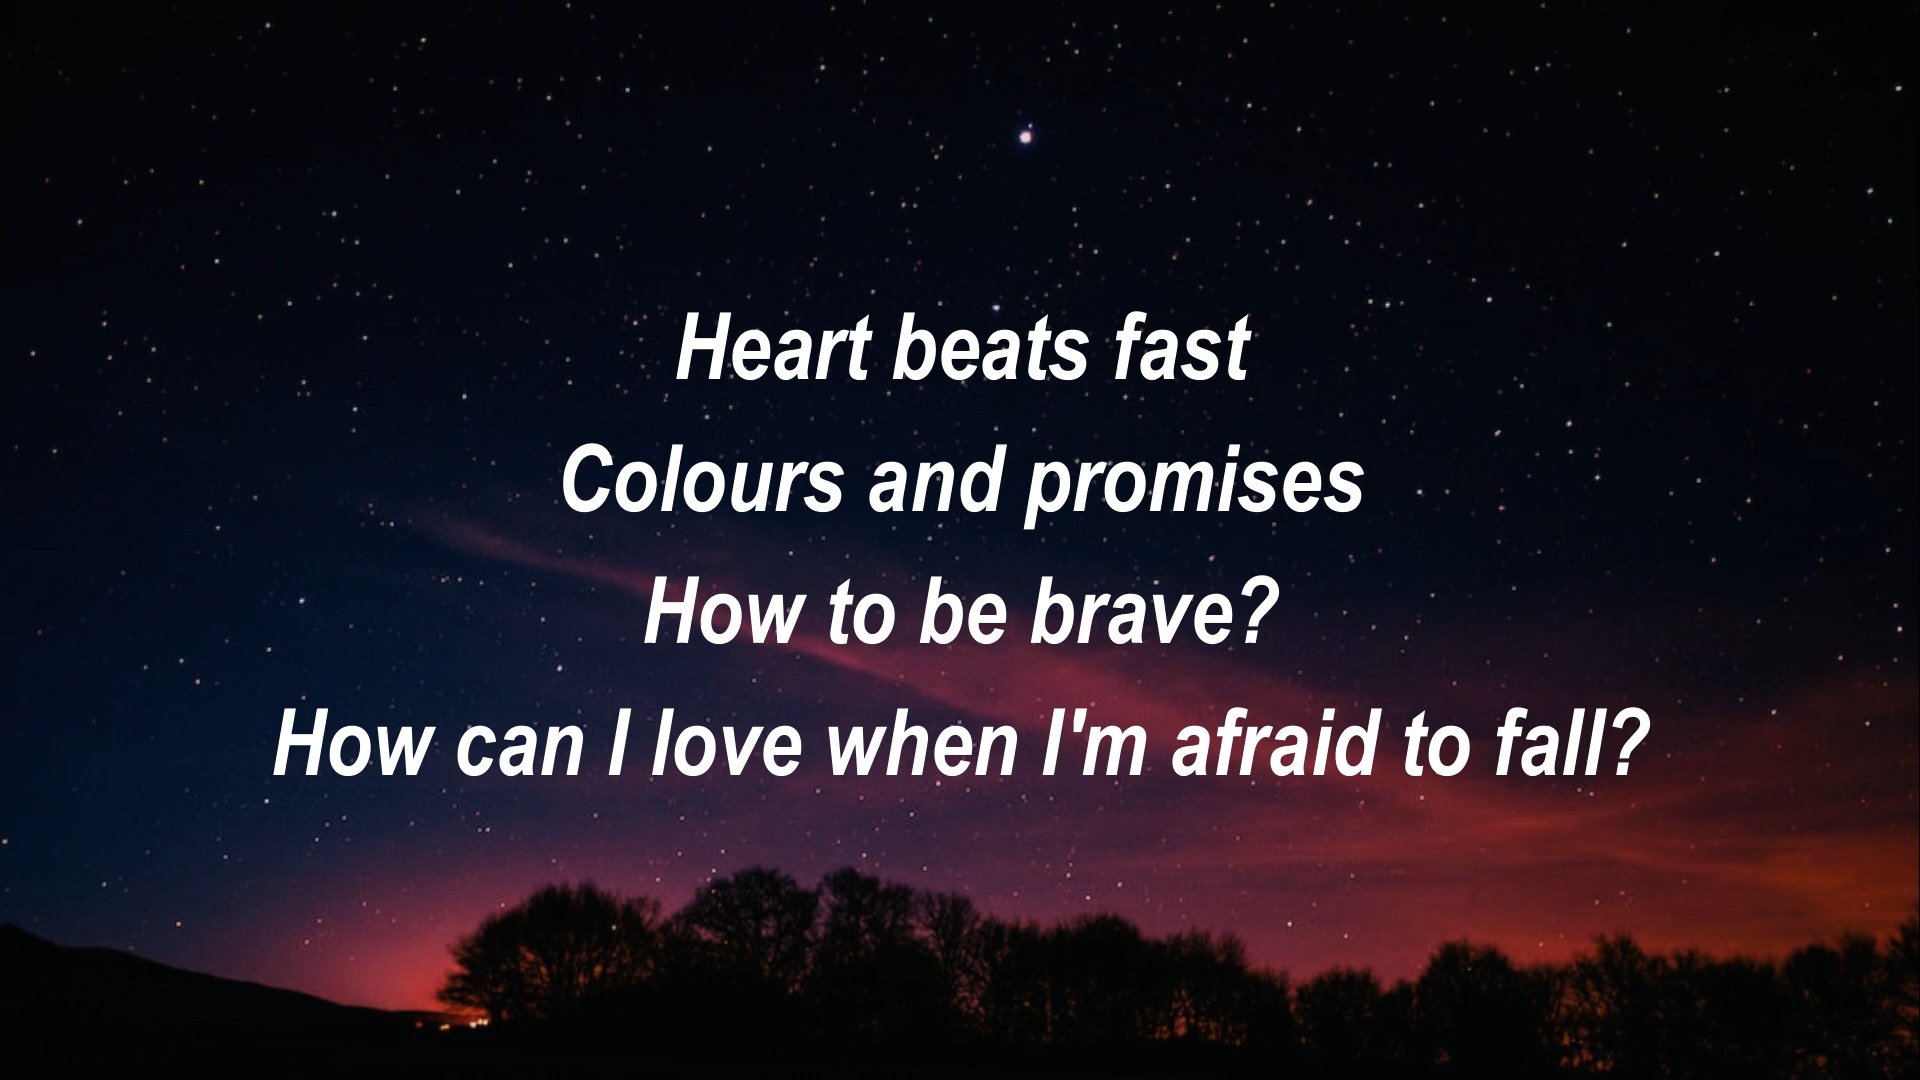 Heart beats fast
Colours and promises
How to be brave?
How can I love when I'm afraid to fall?